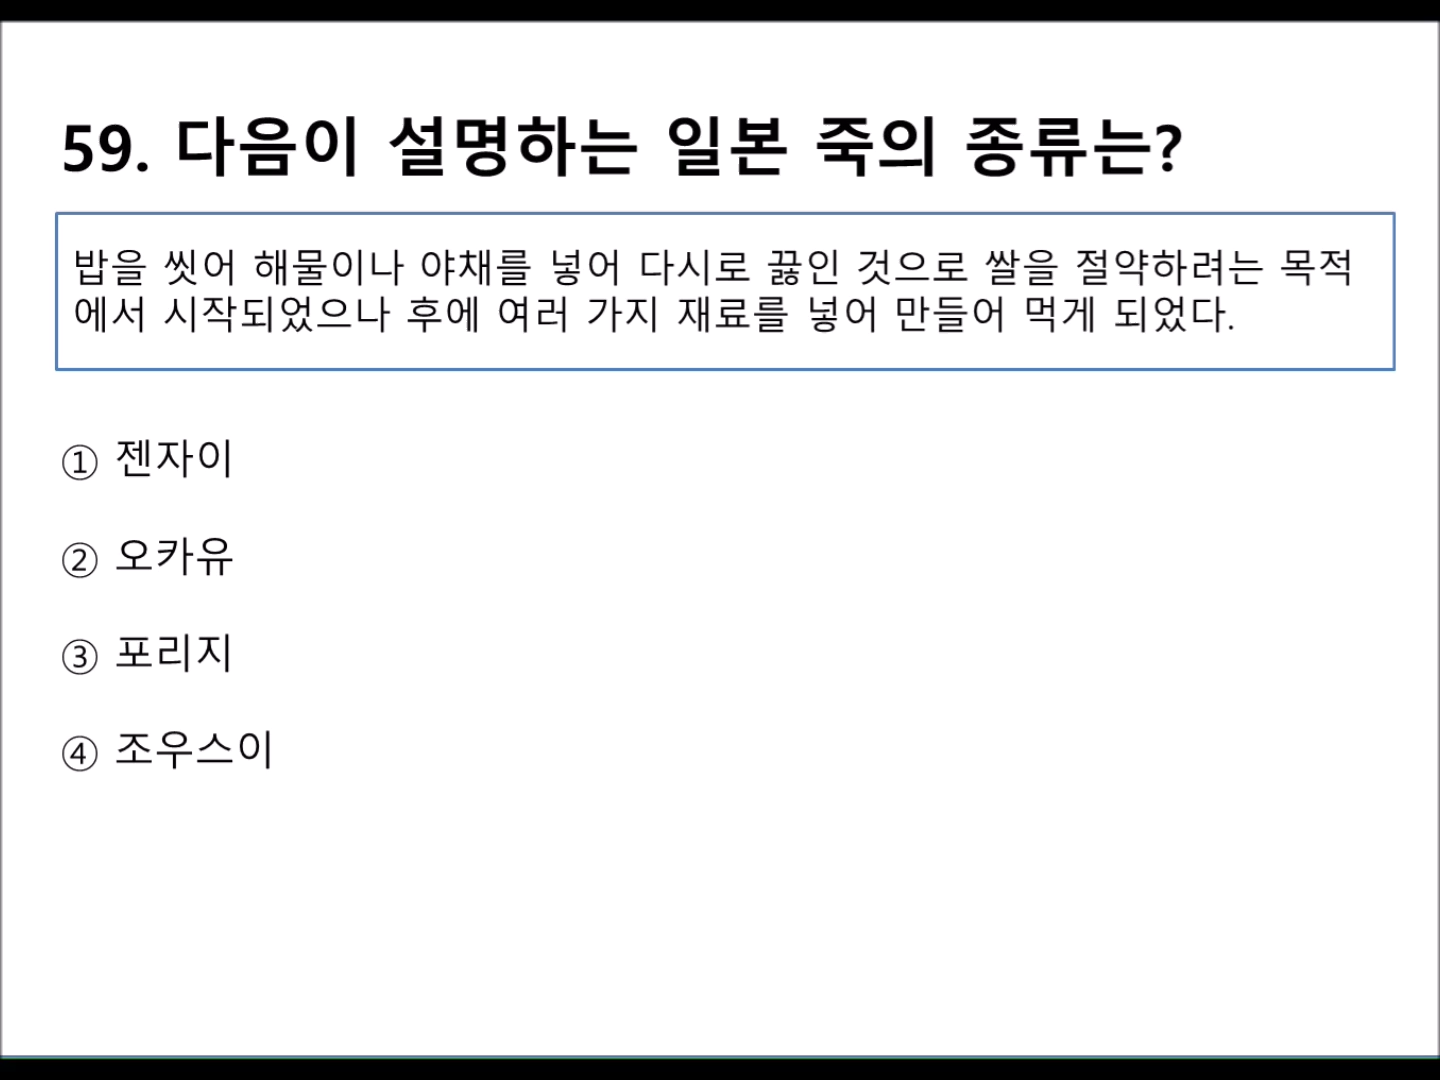 59. 다음이 설명하는 일본 죽의 종류는?
밥을 씻어 해물이나 야채를 넣어 다시로 끓인 것으로 쌀을 절약하려는 목적
에서 시작되었으나 후에 여러 가지 재료를 넣어 만들어 먹게 되었다.
① 젠자이
② 오카유
③ 포리지
④ 조우스이